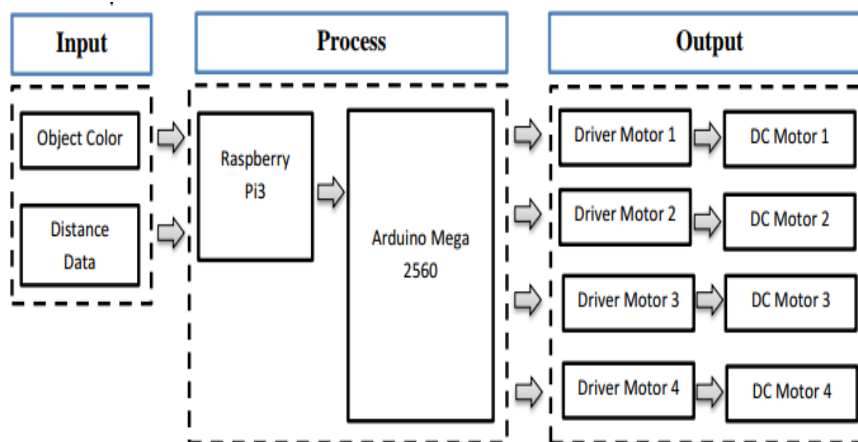 Input
Process
Output
Object Color
Distance
Data
Raspberry
Pi3
Arduino Mega
2560
Driver Motor 1
DC Motor 1
Driver Motor 2
DC Motor 2
Driver Motor 3
DC Motor 3
Driver Motor 4
DC Motor 4